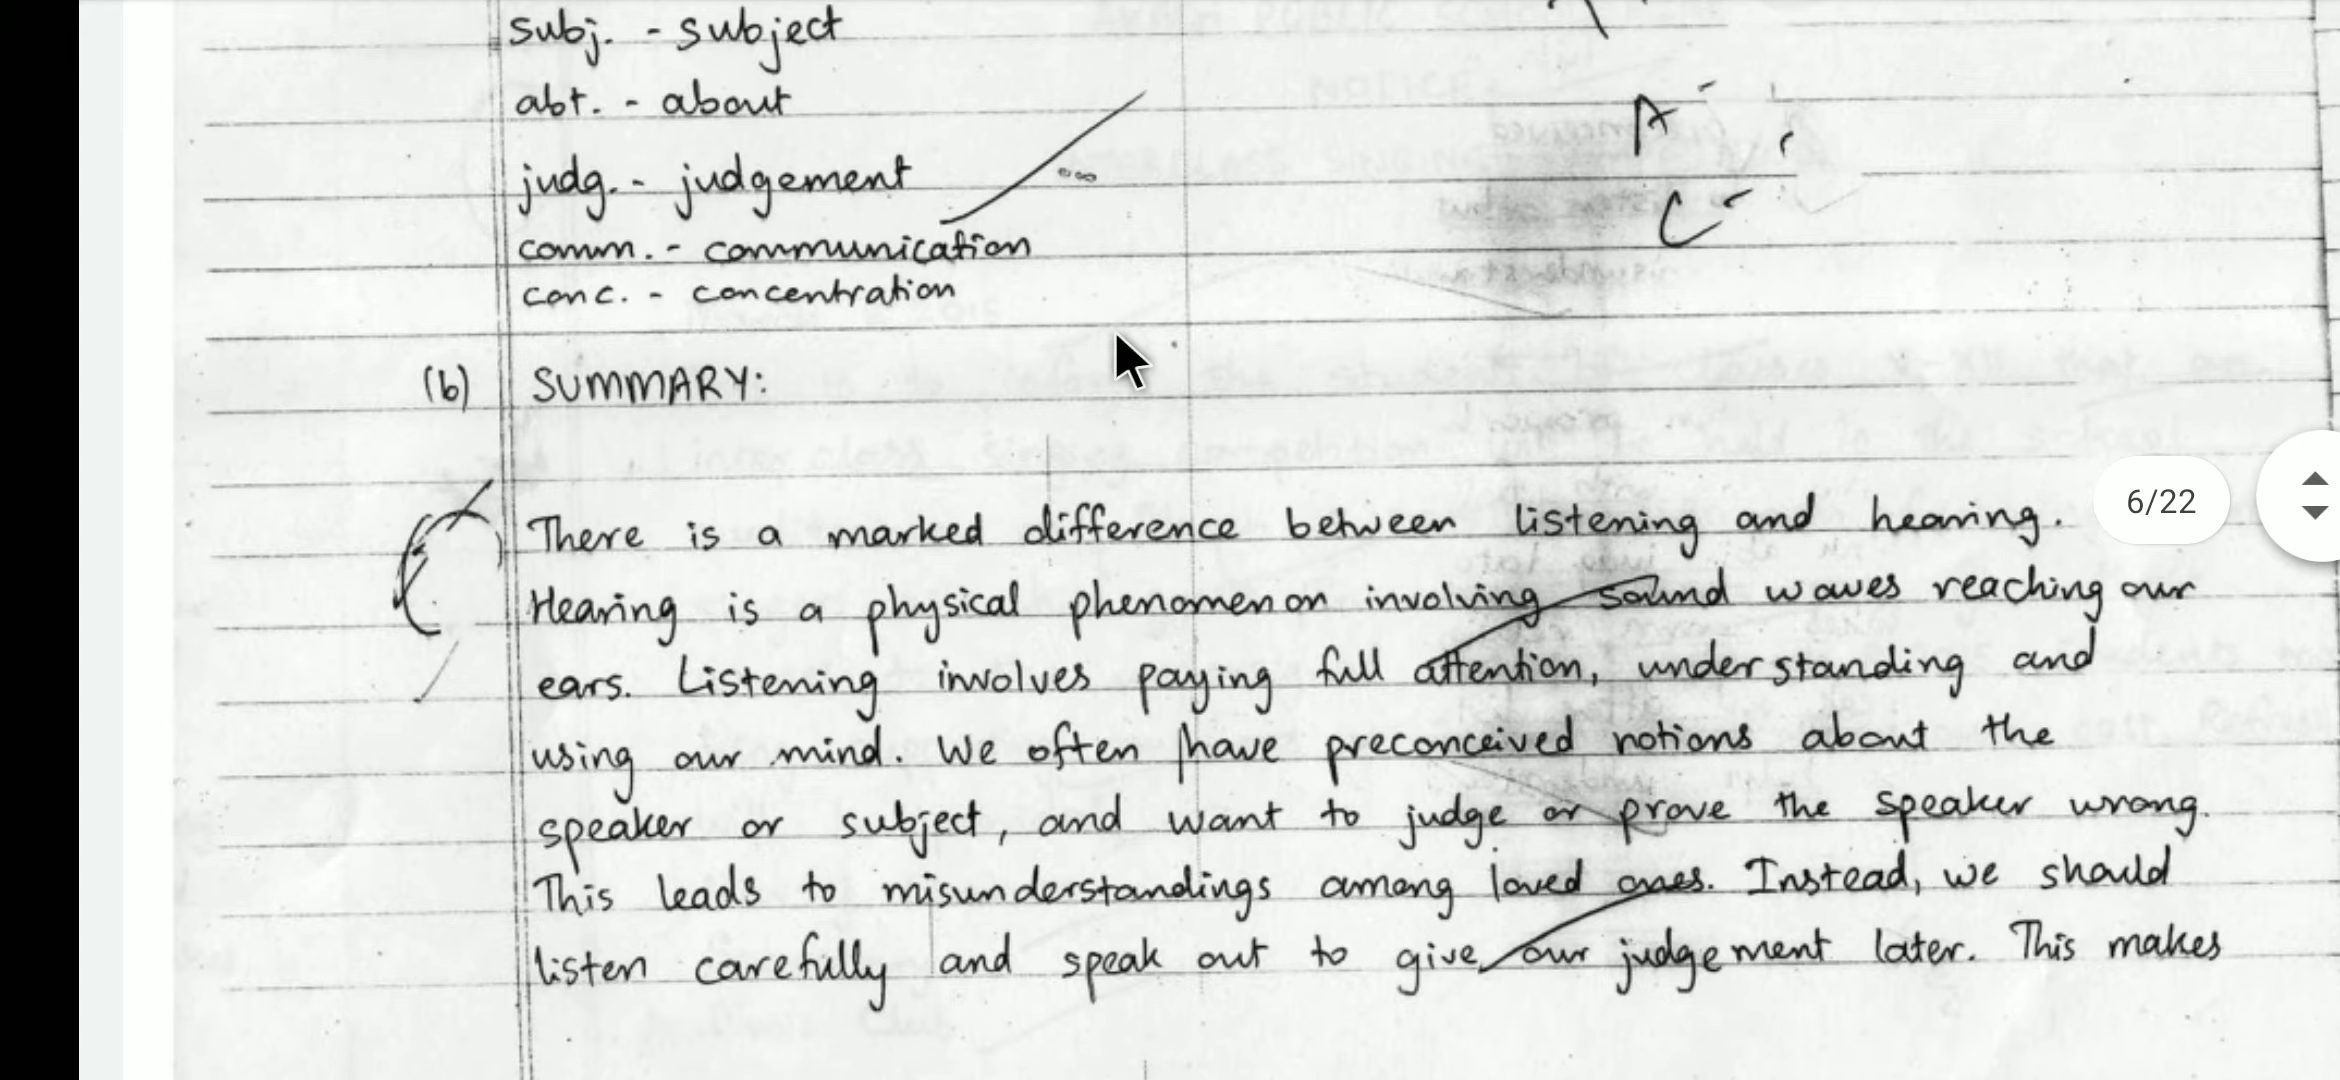 subj. - subject
abt. - about
judg. - judgement
comm. - communication
conc. - concentration
(b) SUMMARY:
There is a marked difference between listening and hearing.
Hearing is a physical phenomenon involving sound waves reaching our
ears. Listening involves paying full attention, understanding and
using our mind. We often have preconceived notions about the
speaker or subject, and want to judge or prove the speaker wrong.
This leads to misunderstandings among loved ones. Instead, we should
listen carefully and speak out to give our judgement later. This makes
6/22